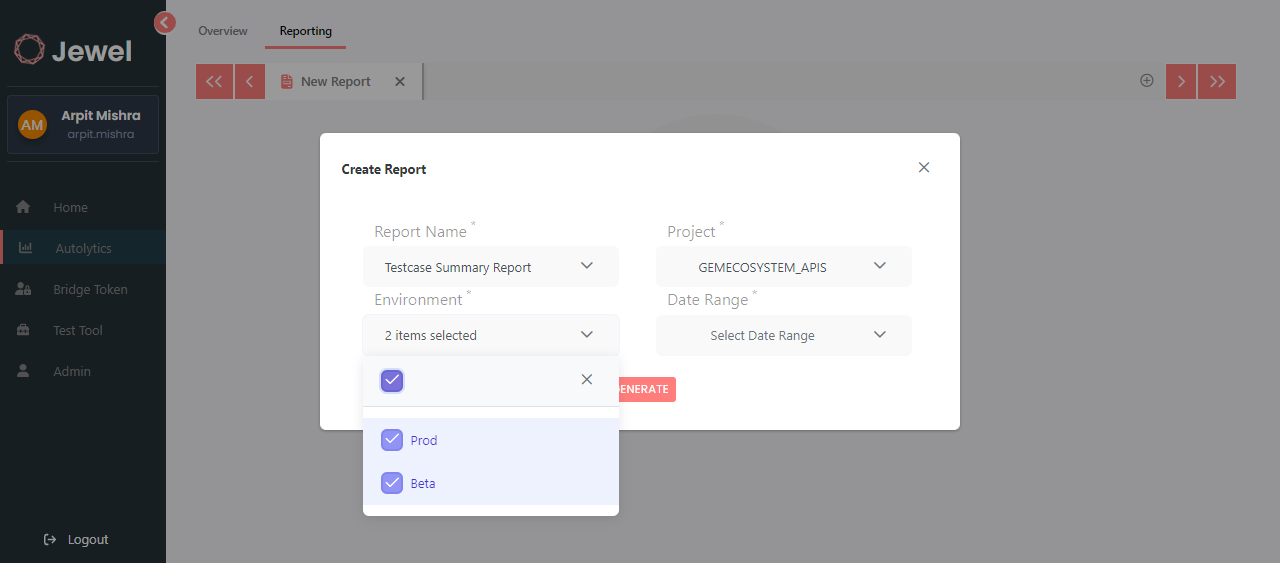 Jewel
AM
Arpit Mishra
arpit.mishra
Home
Autolytics
Bridge Token
Test Tool
Admin
Logout
Overview
Reporting
New Report
Create Report
Report Name *
Project *
Testcase Summary Report
GEMECOSYSTEM_APIS
Environment *
Date Range *
2 items selected
Select Date Range
ENERATE
Prod
Beta